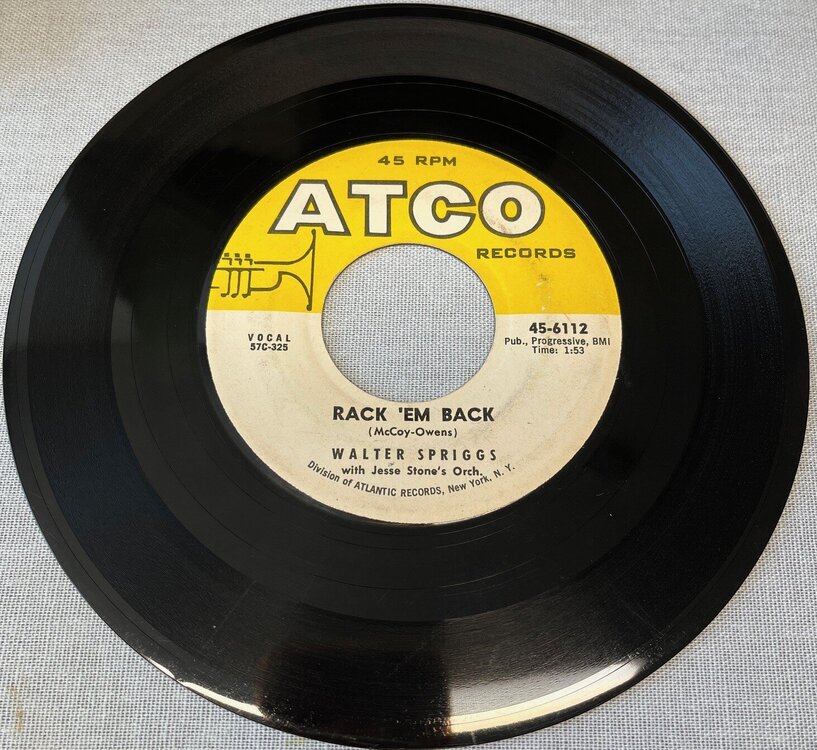 45 RPM
ATCO
RECORDS
VOCAL
57C-325
45-6112
Pub., Progressive, BMI
Time: 1:53
RACK 'EM BACK
(McCoy-Owens)
WALTER SPRIGGS
with Jesse Stone's Orch.
Division of ATLANTIC RECORDS, New York, N. Y.